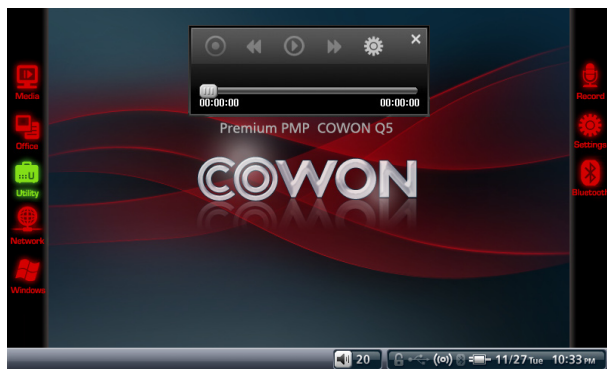 00:00:00 00:00:00
Premium PMP COWON Q5
COWON
Media
Office
...U
Utility
Network
Windows
Record
Settings
Bluetooth
20
11/27 Tue 10:33 PM